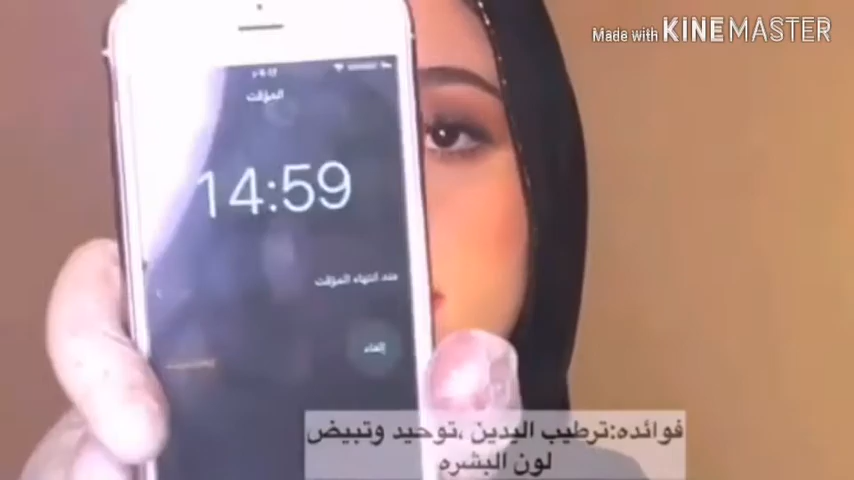 Made with KINEMASTER
المؤقت
14:59
عند انتهاء المؤقت
إلغاء
فوائده:ترطيب اليدين ،توحيد وتبيض
لون البشره